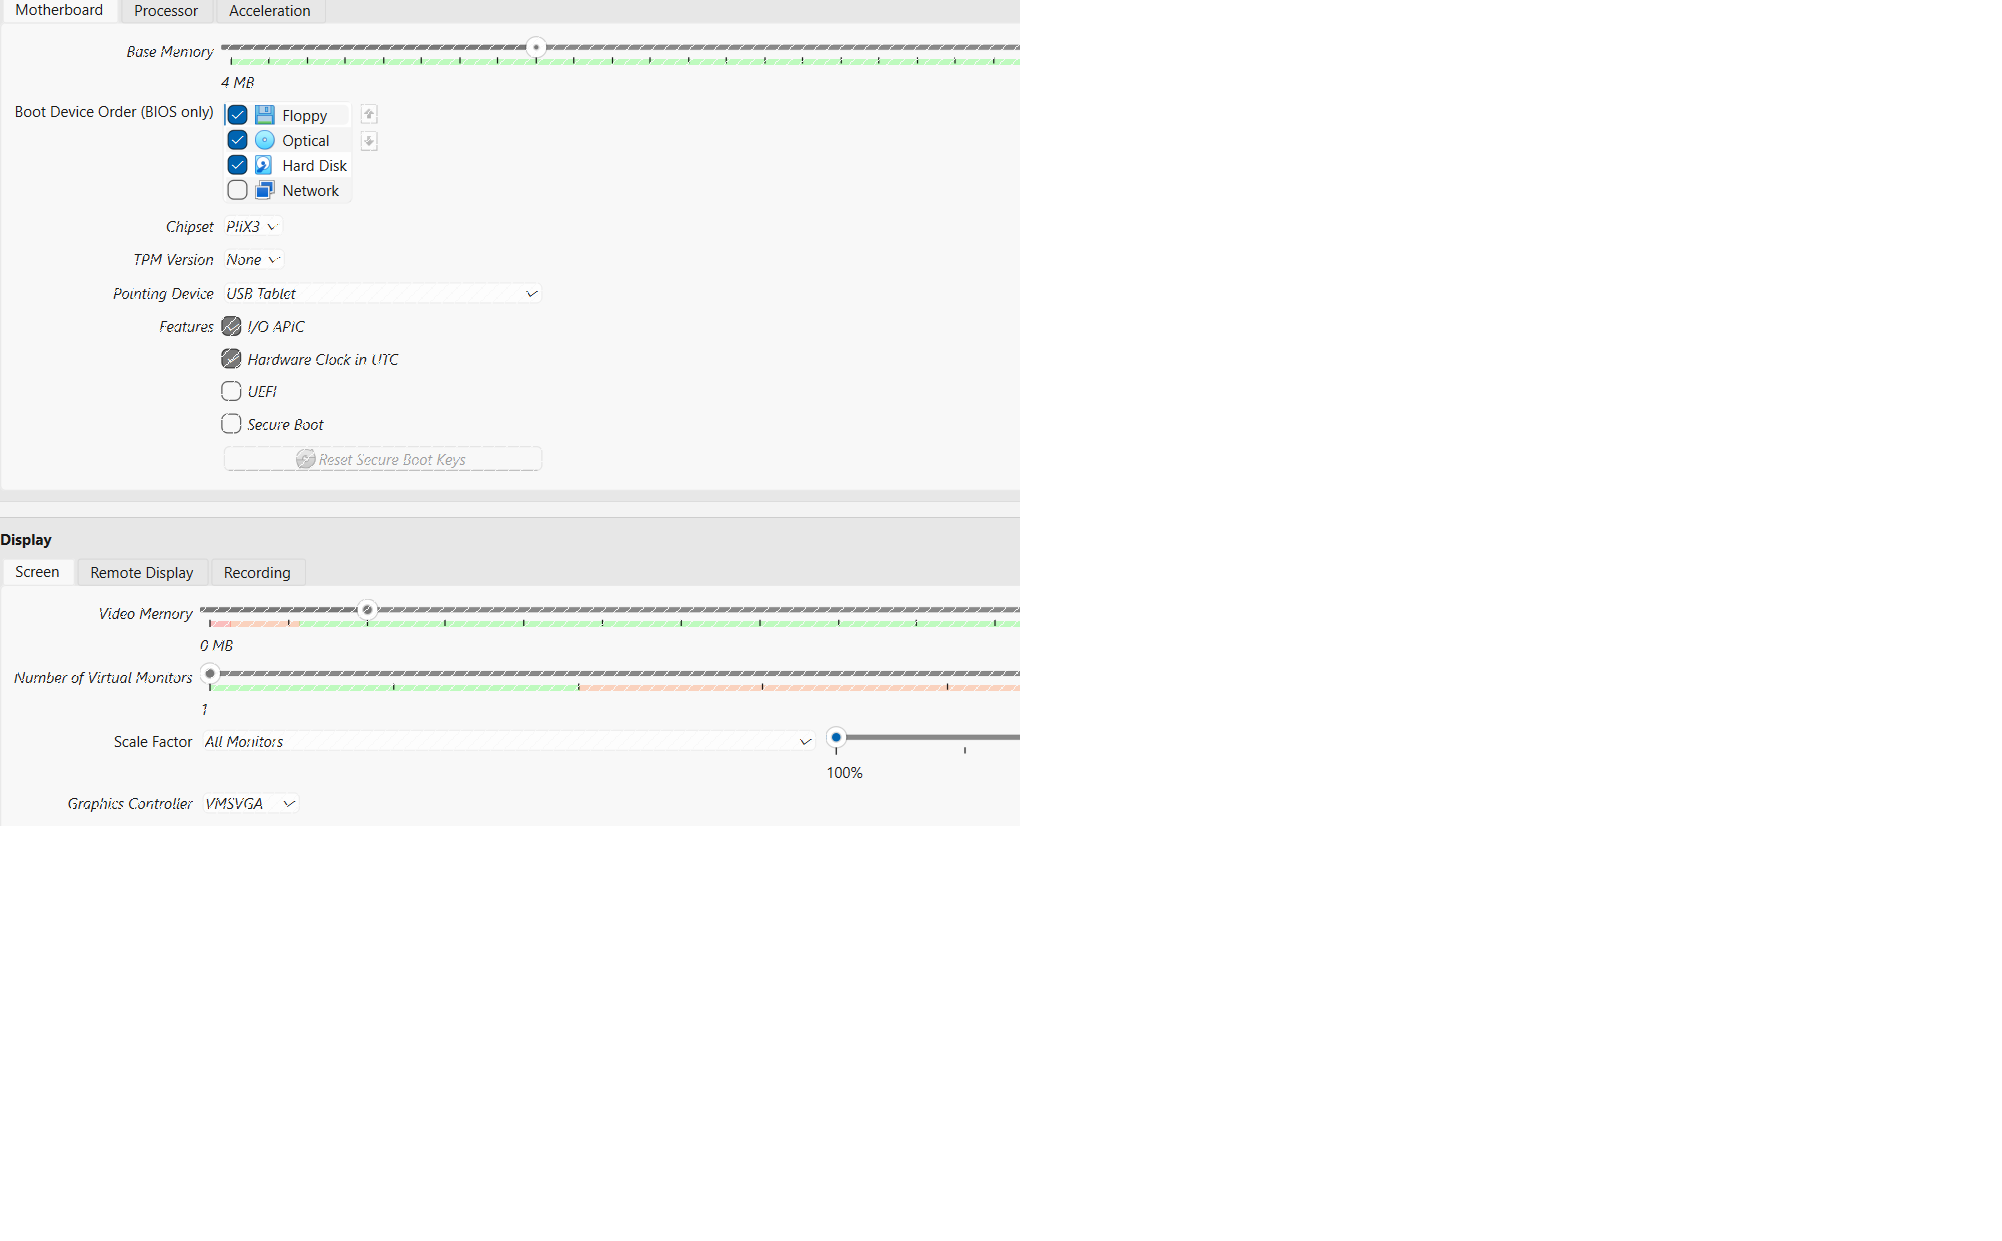 Motherboard Processor Acceleration
Base Memory
4 MB
Boot Device Order (BIOS only) Floppy
Optical
Hard Disk
Network
Chipset PIIX3
TPM Version None
Pointing Device USB Tablet
Features I/O APIC
Hardware Clock in UTC
UEFI
Secure Boot
Reset Secure Boot Keys
Display
Screen Remote Display Recording
Video Memory
0 MB
Number of Virtual Monitors
1
Scale Factor All Monitors
100%
Graphics Controller VMSVGA